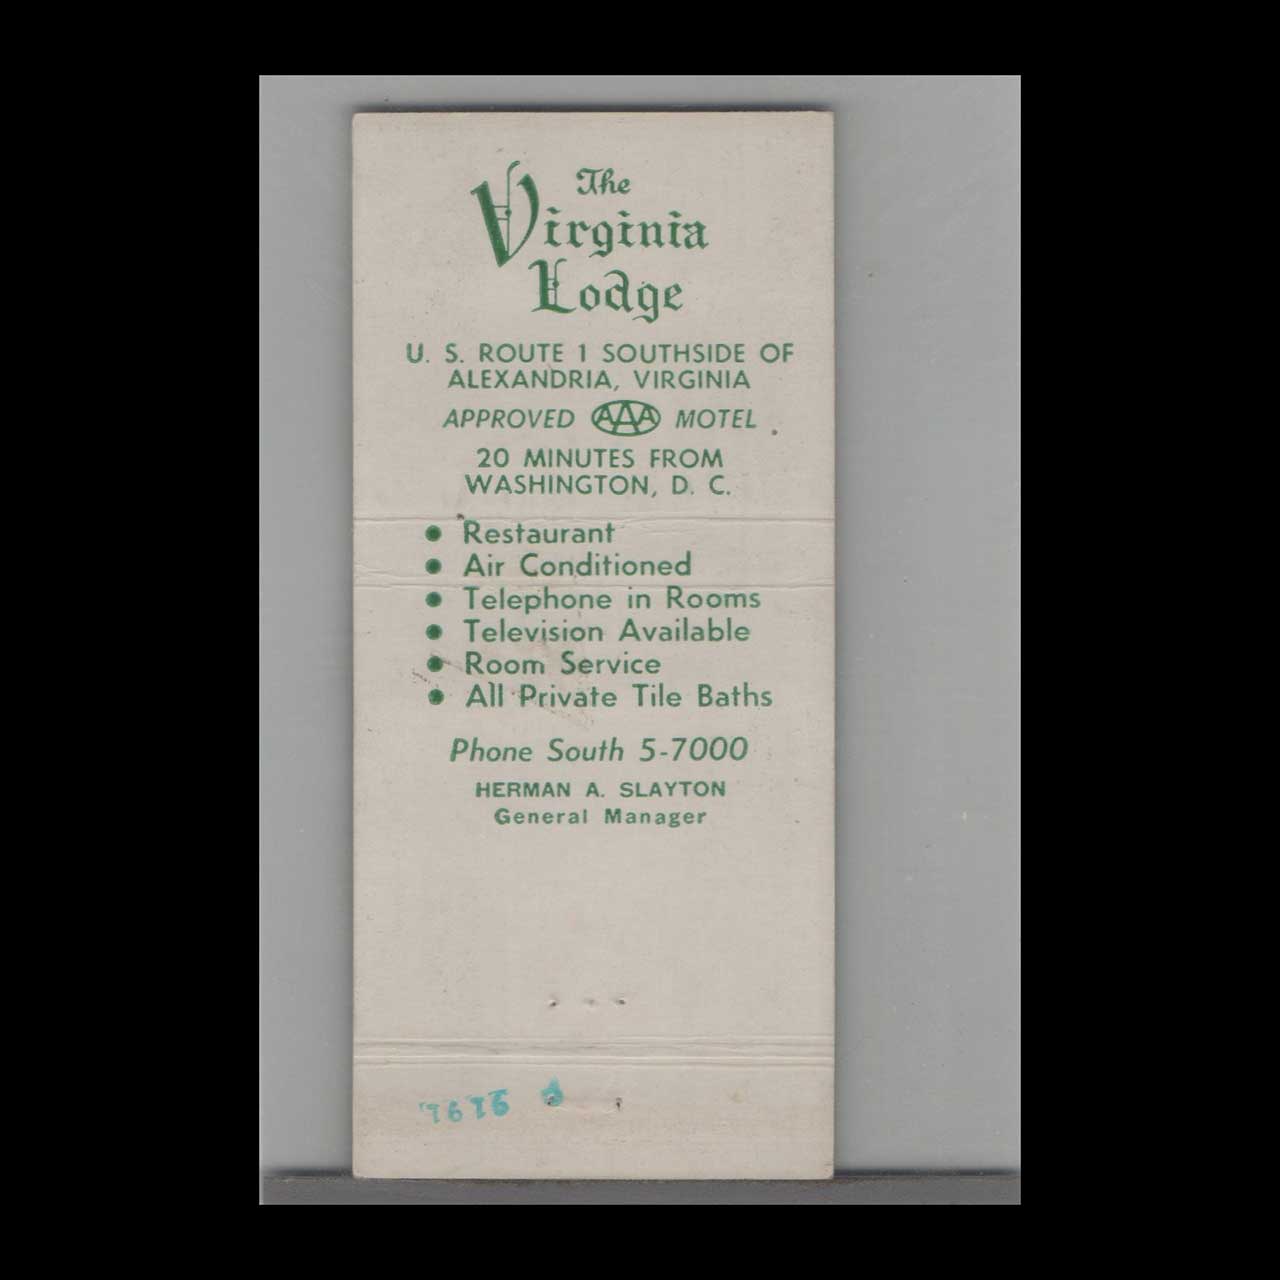 The
Virginia
Lodge
U. S. ROUTE 1 SOUTHSIDE OF
ALEXANDRIA, VIRGINIA
APPROVED AAA MOTEL
20 MINUTES FROM
WASHINGTON, D. C.
• Restaurant
• Air Conditioned
• Telephone in Rooms
• Television Available
• Room Service
• All Private Tile Baths
Phone South 5-7000
HERMAN A. SLAYTON
General Manager